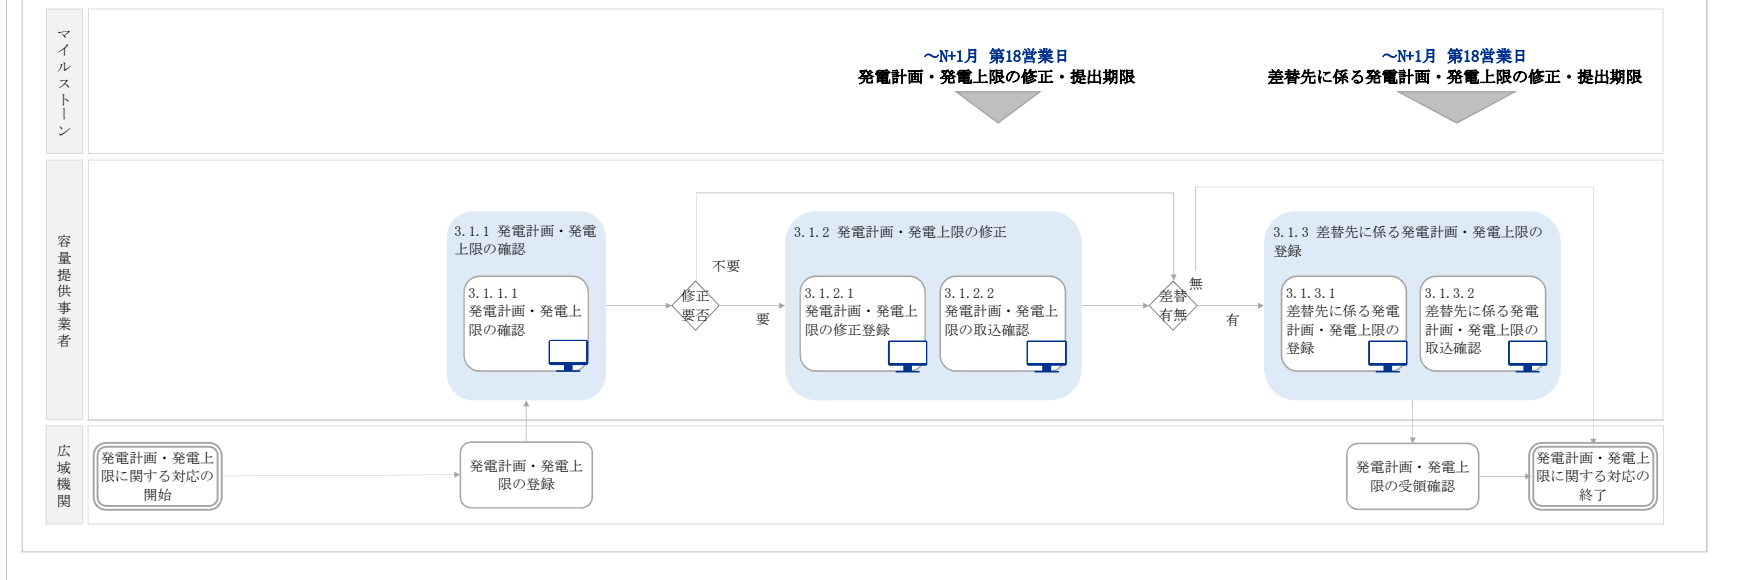 マイルストーン
～N+1月 第18営業日
発電計画・発電上限の修正・提出期限
～N+1月 第18営業日
差替先に係る発電計画・発電上限の修正・提出期限
容量提供事業者
3.1.1 発電計画・発電
上限の確認
3.1.1.1
発電計画・発電上
限の確認
修正
要否
不要
要
3.1.2 発電計画・発電上限の修正
3.1.2.1
発電計画・発電上
限の修正登録
3.1.2.2
発電計画・発電上
限の取込確認
差替
有無
無
有
3.1.3 差替先に係る発電計画・発電上限の
登録
3.1.3.1
差替先に係る発電
計画・発電上限の
登録
3.1.3.2
差替先に係る発電
計画・発電上限の
取込確認
広域機関
発電計画・発電上
限に関する対応の
開始
発電計画・発電上
限の登録
発電計画・発電上
限の受領確認
発電計画・発電上
限に関する対応の
終了